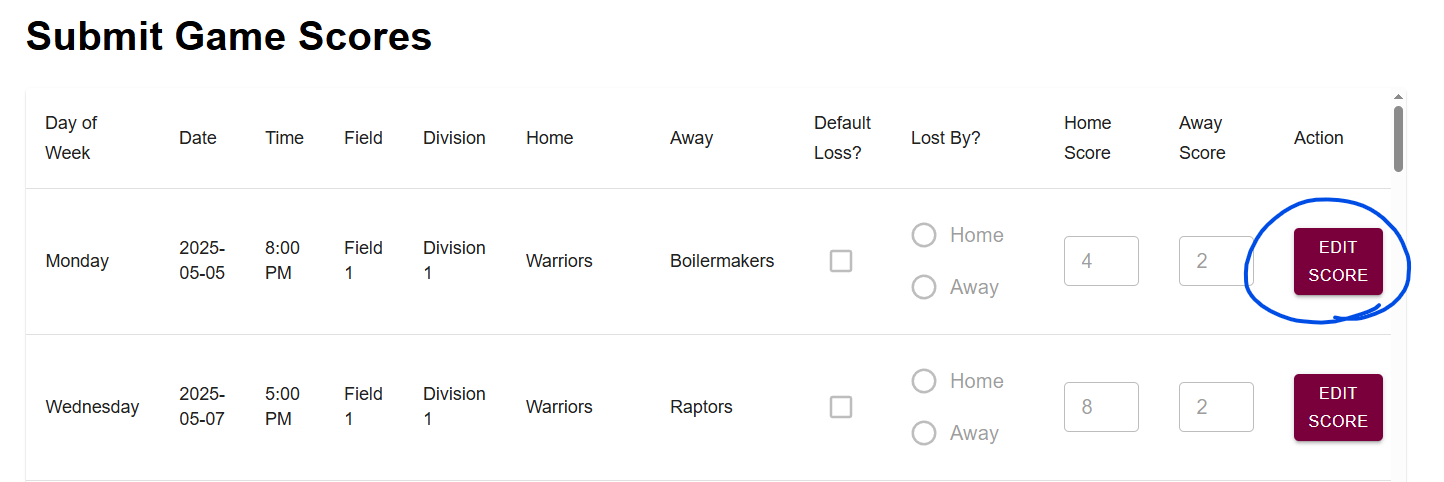 Submit Game Scores
Day of Week Date Time Field Division Home Away Default Loss? Lost By? Home Score Away Score Action
Monday 2025-05-05 8:00 PM Field 1 Division 1 Warriors Boilermakers Home Away 4 2 EDIT SCORE
Wednesday 2025-05-07 5:00 PM Field 1 Division 1 Warriors Raptors Home Away 8 2 EDIT SCORE